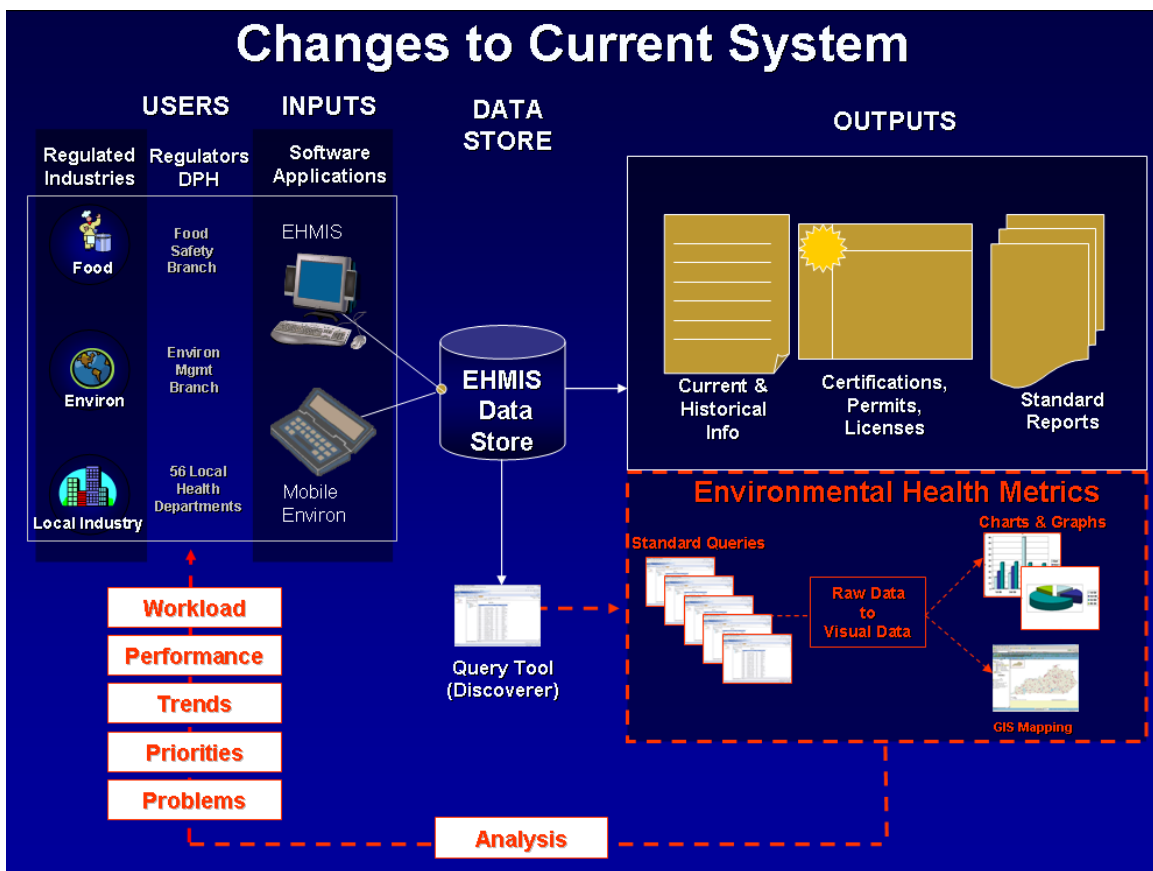 Changes to Current System
USERS
INPUTS
DATA
STORE
OUTPUTS
Regulated
Industries
Regulators
DPH
Software
Applications
Food
Food
Safety
Branch
EHMIS
Environ
Environ
Mgmt
Branch
Local Industry
56 Local
Health
Departments
Mobile
Environ
EHMIS
Data
Store
Current &
Historical
Info
Certifications,
Permits,
Licenses
Standard
Reports
Query Tool
(Discoverer)
Environmental Health Metrics
Standard Queries
Raw Data
to
Visual Data
Charts & Graphs
GIS Mapping
Workload
Performance
Trends
Priorities
Problems
Analysis